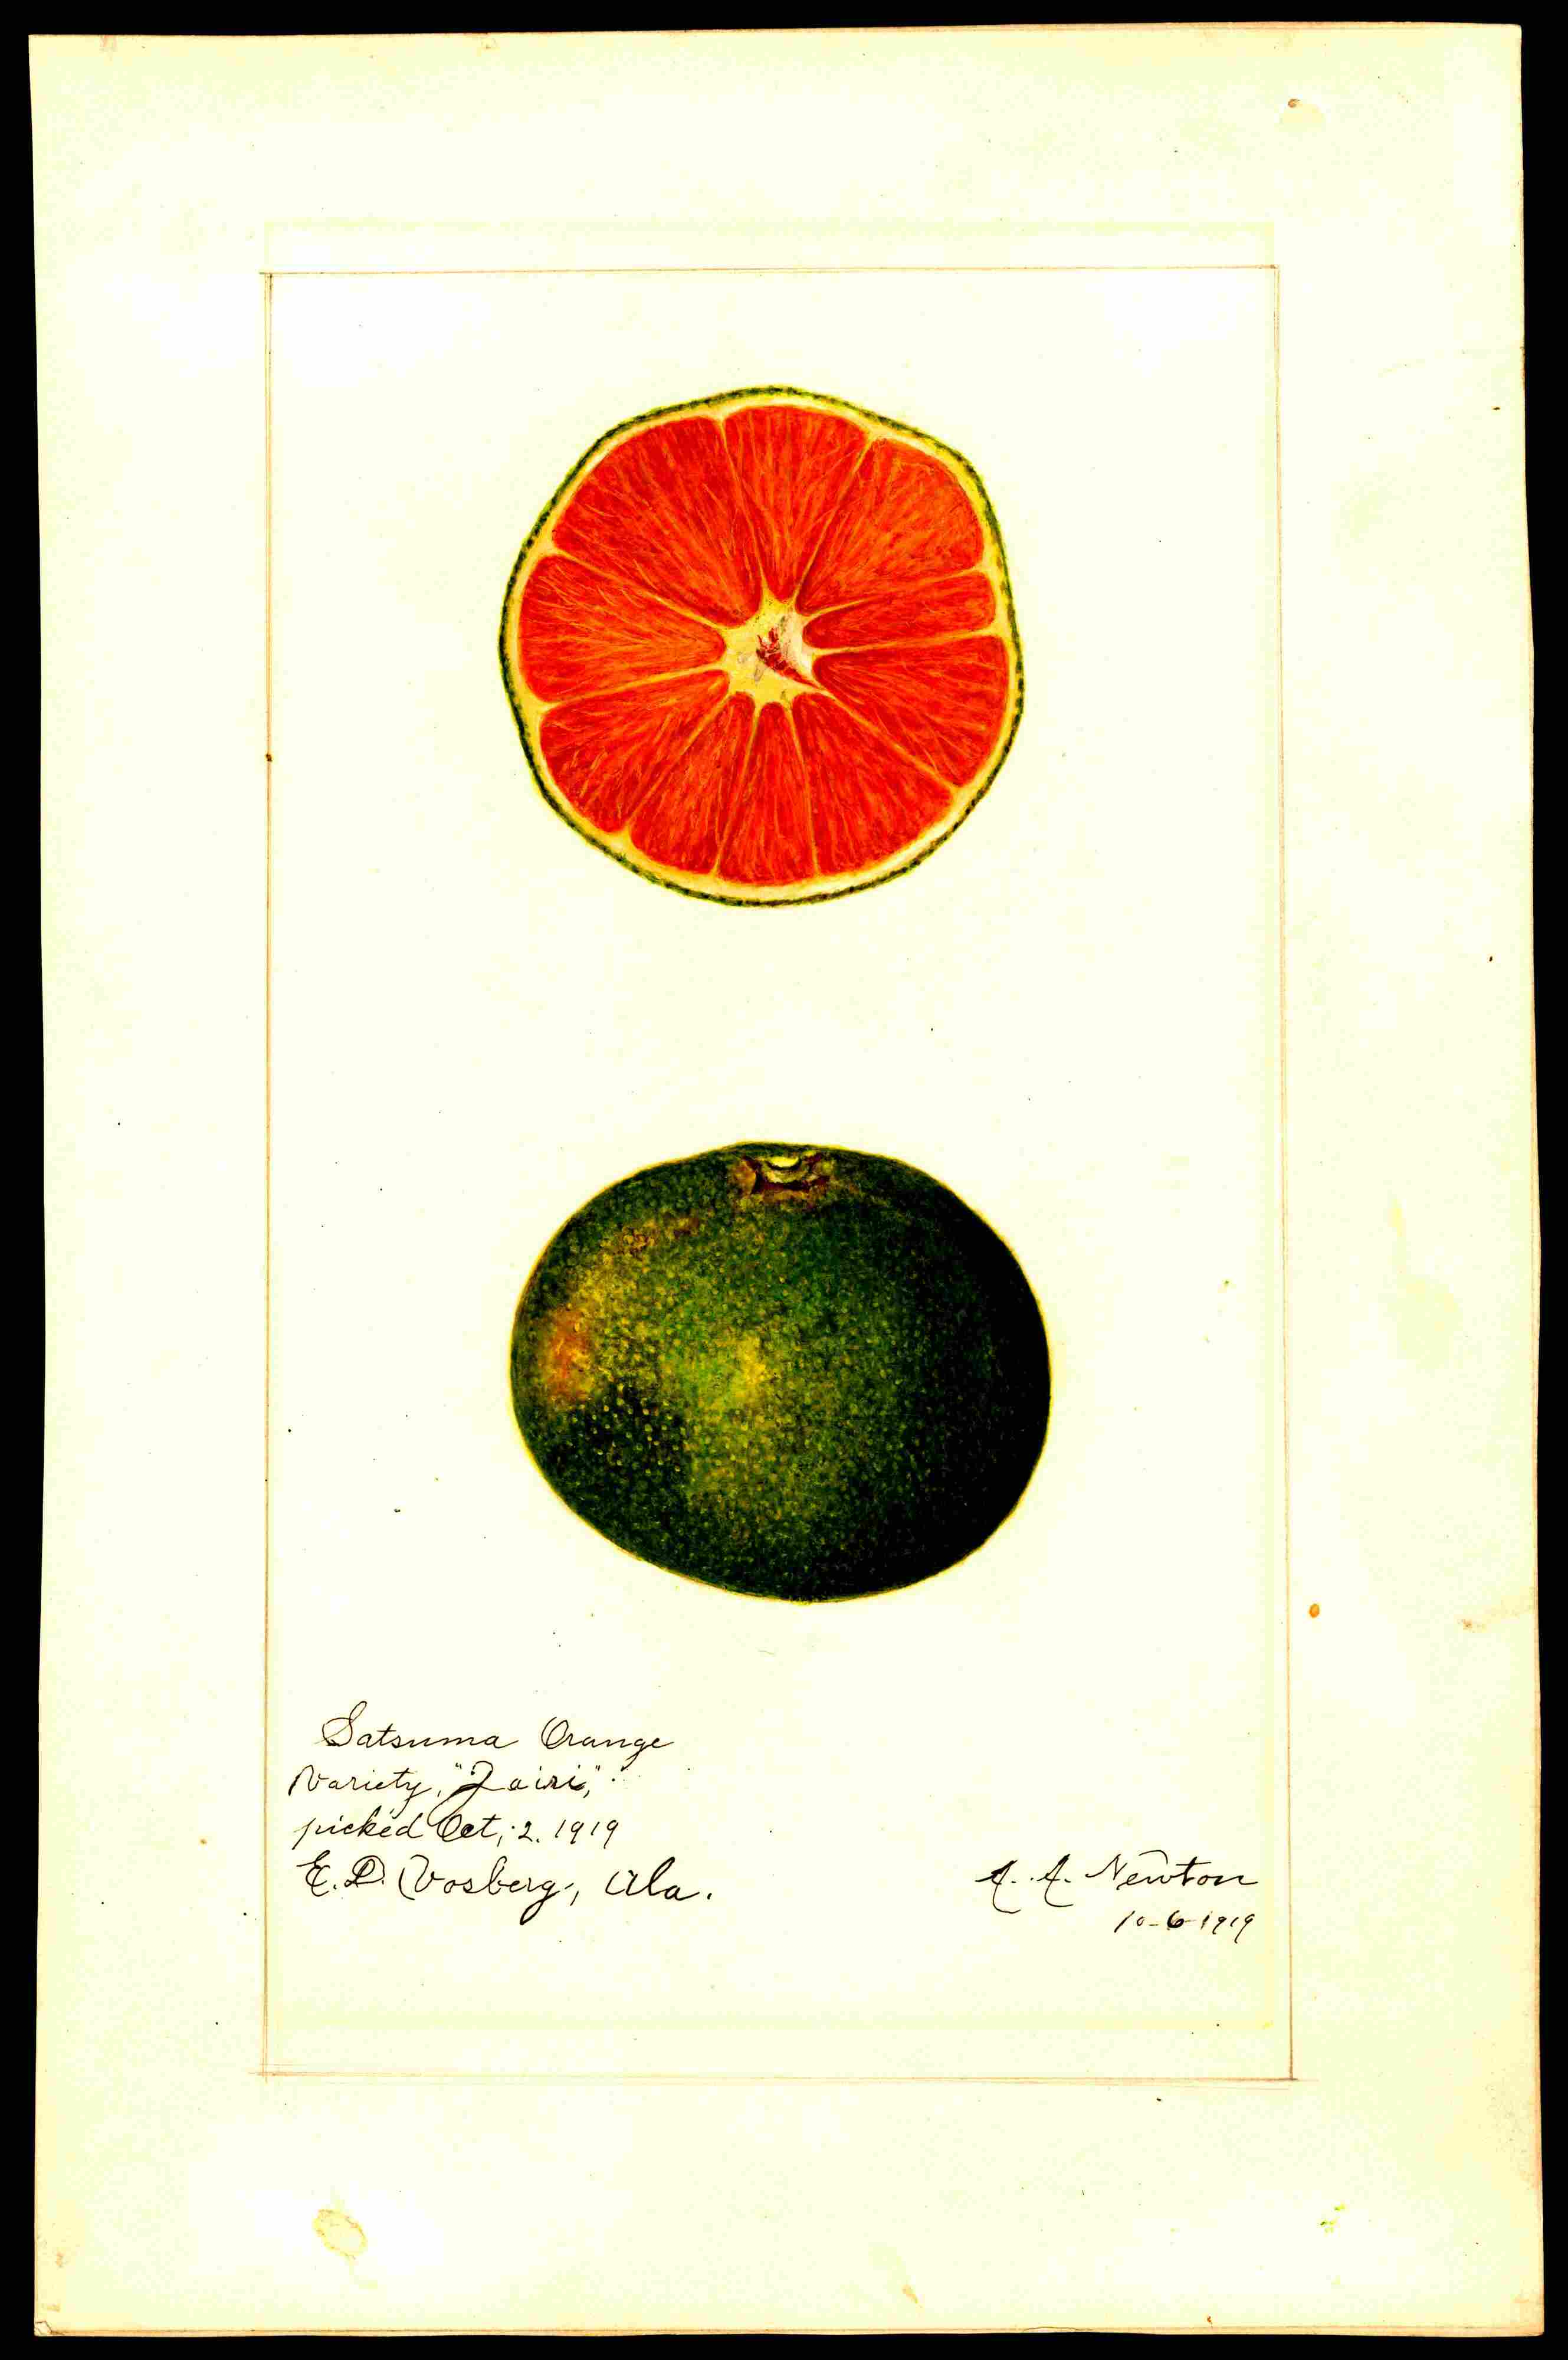 Satsuma Orange
Variety, "Zairi,"
picked Oct, 2. 1919
E. D. Vosberg, Ala.
A. A. Newton
10-6-1919